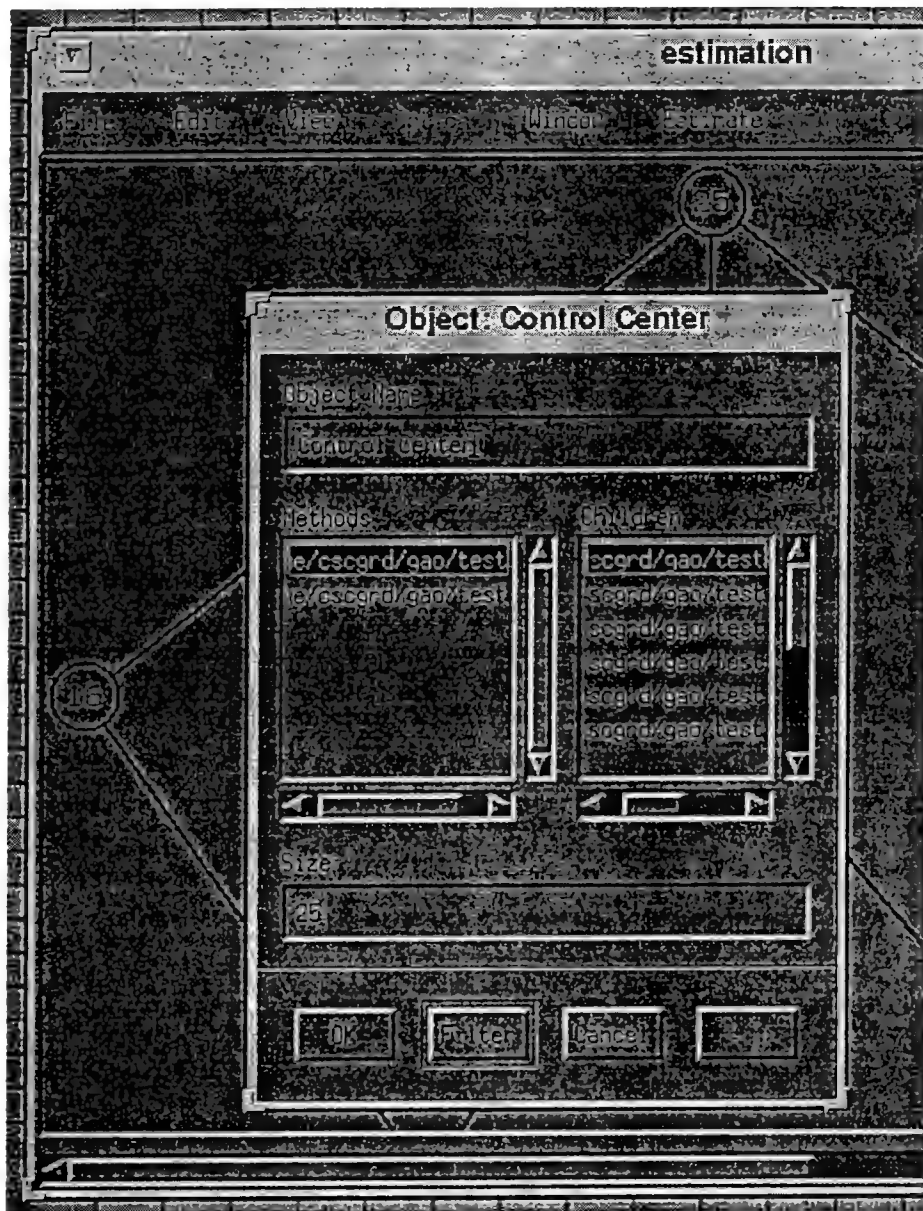 estimation
File Edit View Window Estimate
25
Object: Control Center
Object Name
Control Center
Methods Children
e/cscgrd/gao/test scgrd/gao/test
e/cscgrd/gao/test scgrd/gao/test
scgrd/gao/test
scgrd/gao/test
scgrd/gao/test
scgrd/gao/test
16
Size
25
OK Filter Cancel